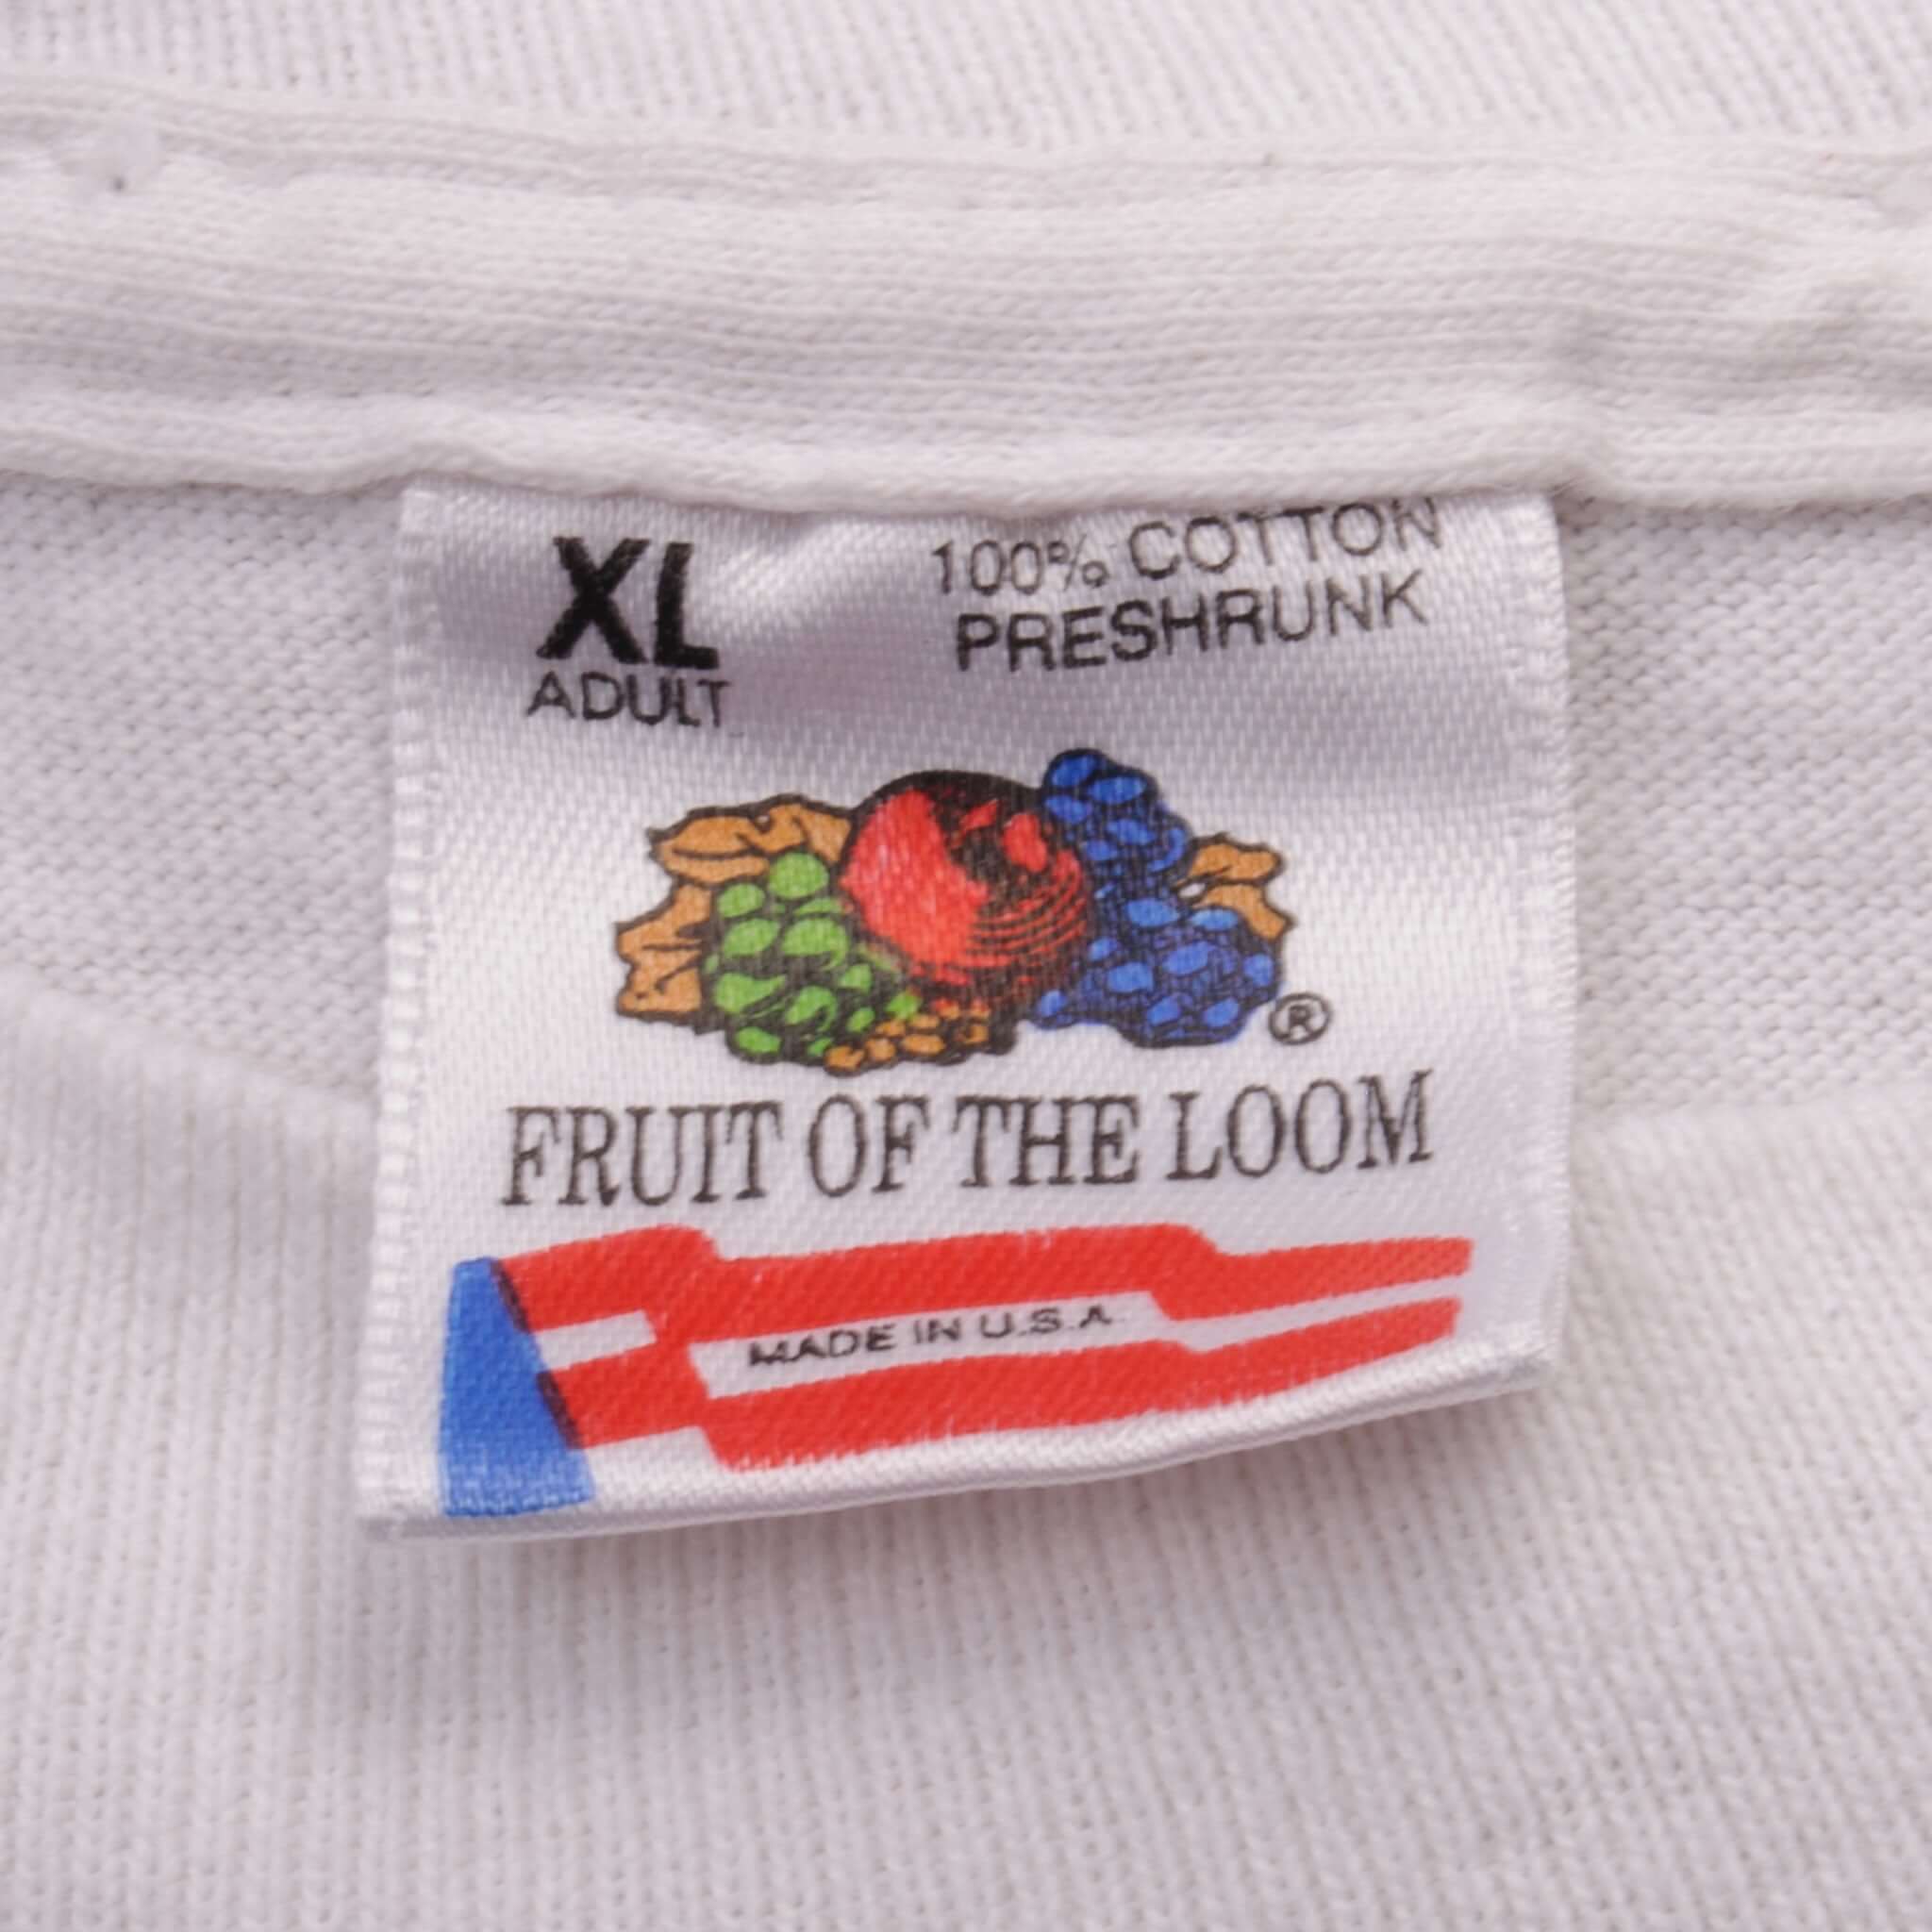 XL
ADULT
100% COTTON
PRESHRUNK
®
FRUIT OF THE LOOM
MADE IN U.S.A.